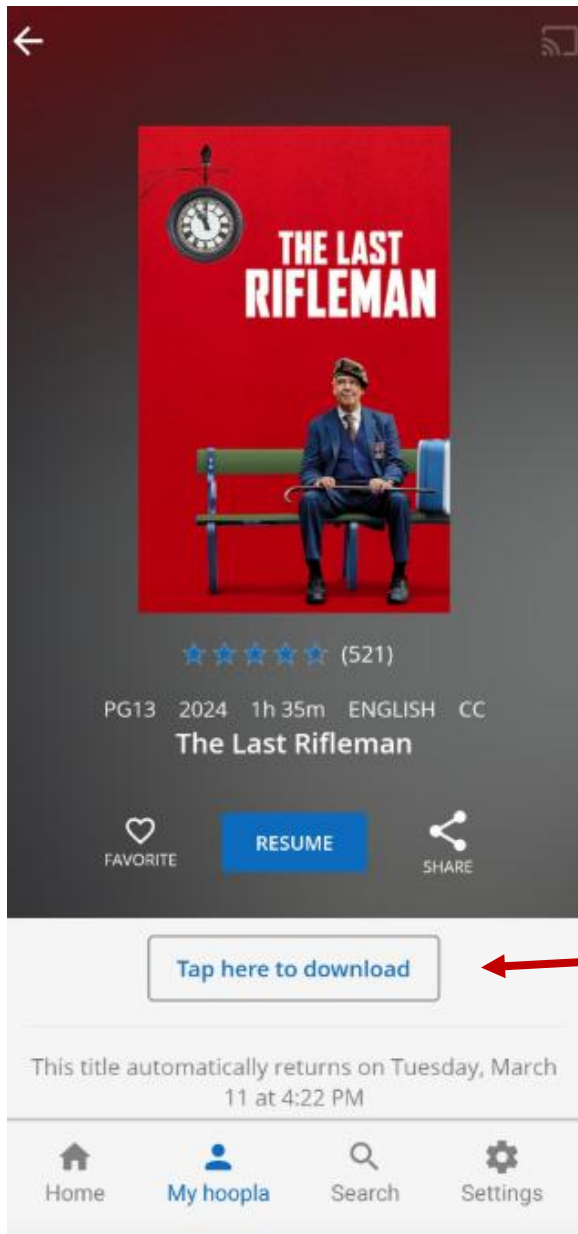 THE LAST
RIFLEMAN
(521)
PG13 2024 1h 35m ENGLISH CC
The Last Rifleman
FAVORITE RESUME SHARE
Tap here to download
This title automatically returns on Tuesday, March
11 at 4:22 PM
Home My hoopla Search Settings